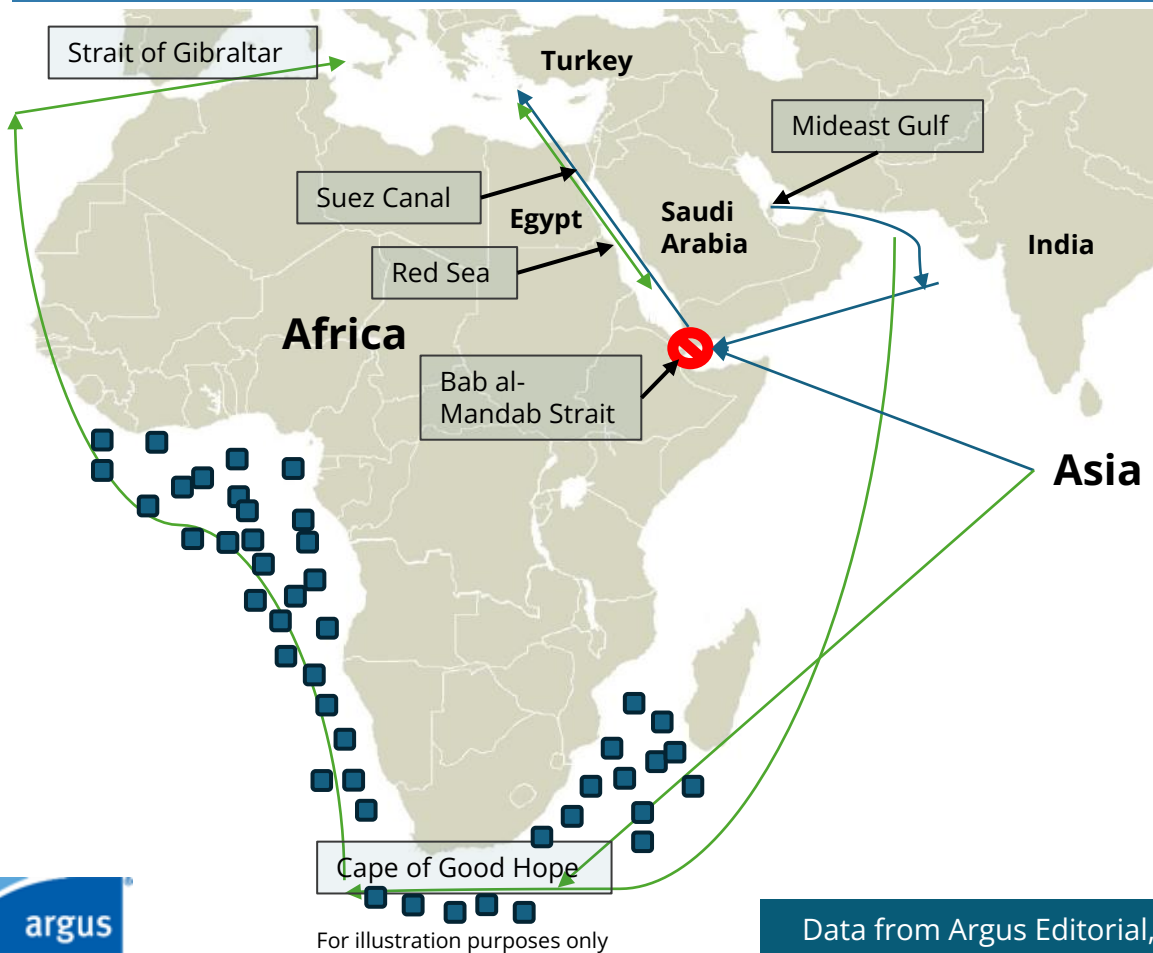 Strait of Gibraltar
Turkey
Mideast Gulf
Suez Canal
Egypt
Saudi
Arabia
India
Red Sea
Africa
Bab al-
Mandab Strait
Asia
Cape of Good Hope
argus
For illustration purposes only
Data from Argus Editorial,